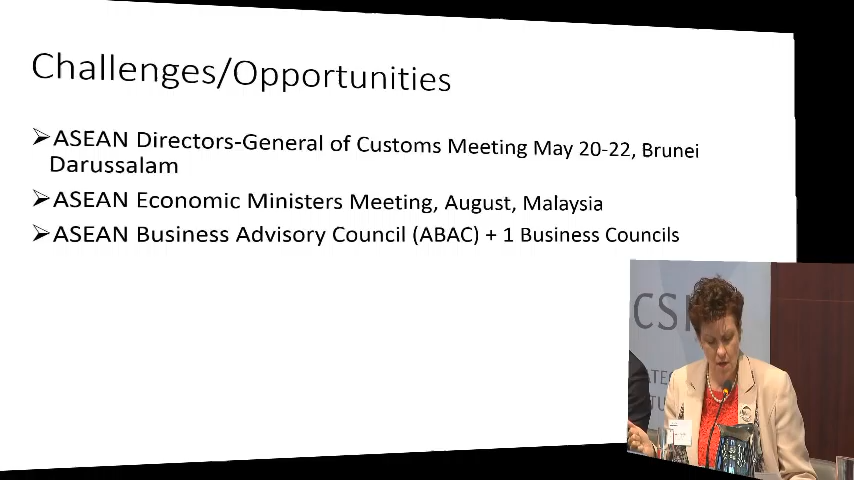 Challenges/Opportunities
➢ASEAN Directors-General of Customs Meeting May 20-22, Brunei
Darussalam
➢ASEAN Economic Ministers Meeting, August, Malaysia
➢ASEAN Business Advisory Council (ABAC) + 1 Business Councils
CSI